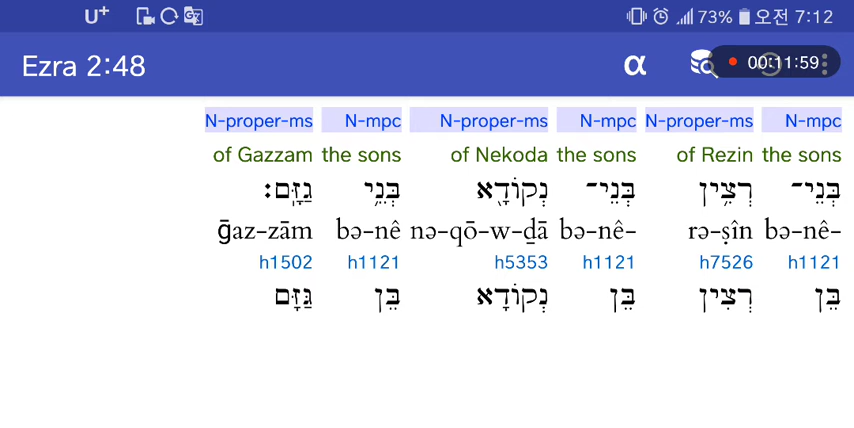 U+ 73% 오전 7:12
Ezra 2:48 α 00:11:59
N-proper-ms N-mpc N-proper-ms N-mpc N-proper-ms N-mpc
of Gazzam the sons of Nekoda the sons of Rezin the sons
בְּנֵי־ רְצִ֥ין בְּנֵי־ נְקוֹדָ֖א בְּנֵ֥י גַזָּֽם׃
ḡaz-zām bə-nê nə-qō-w-ḏā bə-nê- rə-ṣîn bə-nê-
h1502 h1121 h5353 h1121 h7526 h1121
בֵּן רְצִין בֵּן נְקוֹדָא בֵּן גַּזָּם